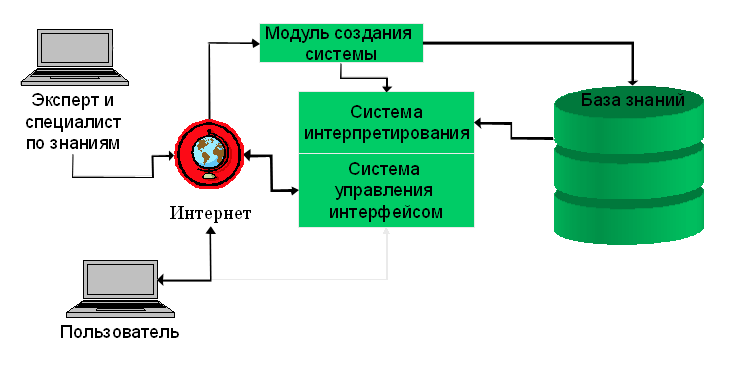 Модуль создания
системы
Эксперт и
специалист
по знаниям
База знаний
Система
интерпретирования
Система
управления
интерфейсом
Интернет
Пользователь